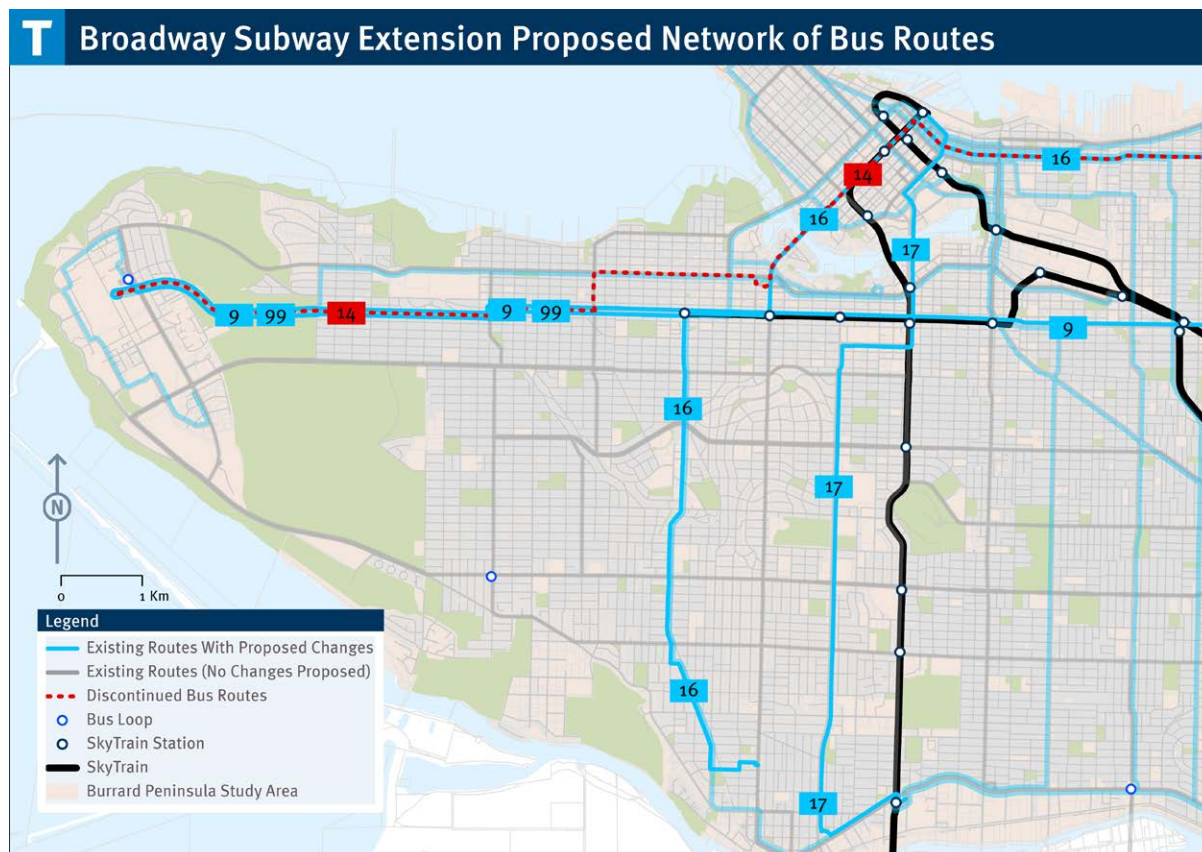 T Broadway Subway Extension Proposed Network of Bus Routes
16
14
16
17
9 99
14
9 99
9
16
17
N
0 1 Km
16
17
Legend
Existing Routes With Proposed Changes
Existing Routes (No Changes Proposed)
Discontinued Bus Routes
Bus Loop
SkyTrain Station
SkyTrain
Burrard Peninsula Study Area